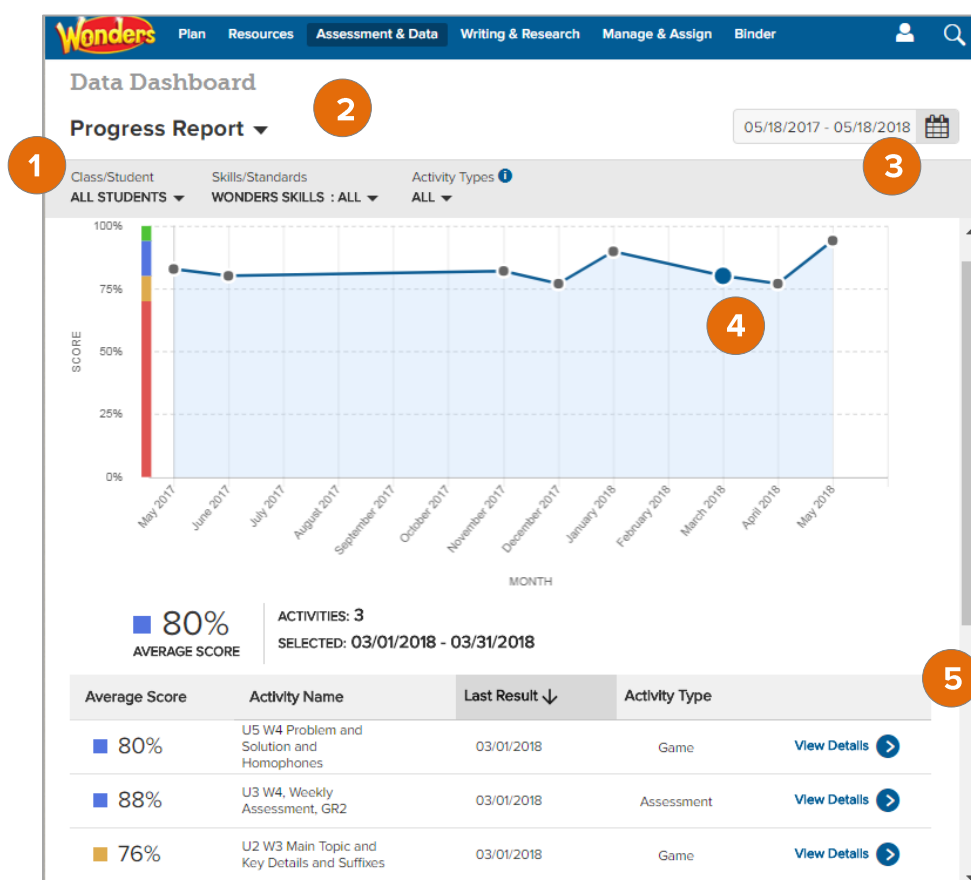 Wonders Plan Resources Assessment & Data Writing & Research Manage & Assign Binder
Data Dashboard
2
Progress Report
05/18/2017 - 05/18/2018
1
3
Class/Student Skills/Standards Activity Types i
ALL STUDENTS WONDERS SKILLS : ALL ALL
100%
75%
4
SCORE
50%
25%
0%
May 2017 June 2017 July 2017 August 2017 September 2017 October 2017 November 2017 December 2017 January 2018 February 2018 March 2018 April 2018 May 2018
MONTH
80%
AVERAGE SCORE
ACTIVITIES: 3
SELECTED: 03/01/2018 - 03/31/2018
5
Average Score Activity Name Last Result Activity Type
80%
U5 W4 Problem and
Solution and
Homophones
03/01/2018 Game View Details
88%
U3 W4, Weekly
Assessment, GR2
03/01/2018 Assessment View Details
76%
U2 W3 Main Topic and
Key Details and Suffixes
03/01/2018 Game View Details